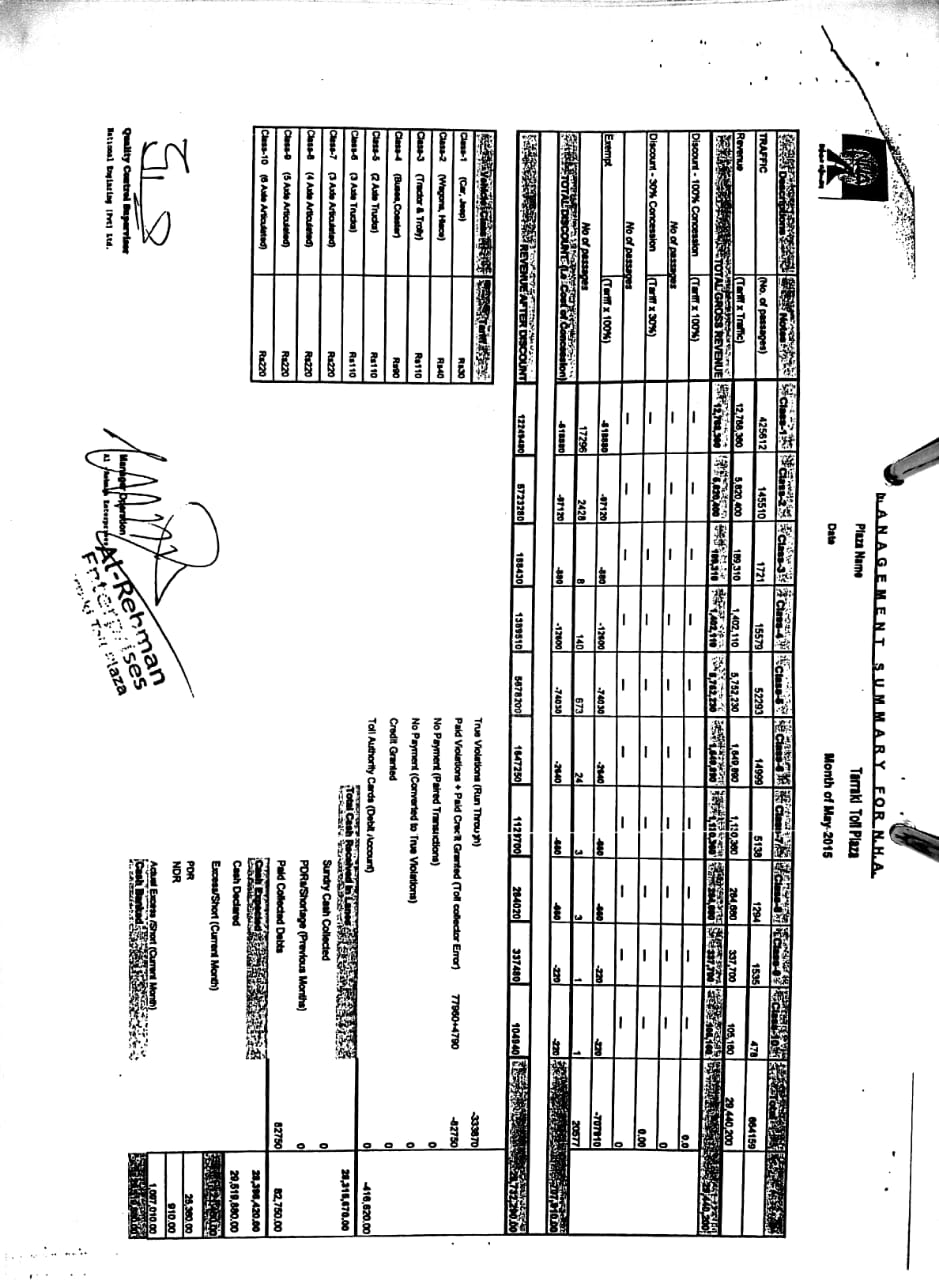 MANAGEMENT SUMMARY FOR N.H.A.
Plaza Name Tarraki Toll Plaza
Date Month of May-2015
Descriptions Notes Class-1 Class-2 Class-3 Class-4 Class-5 Class-6 Class-7 Class-8 Class-9 Class-10 Total
TRAFFIC (No. of passages) 425612 145510 1721 15579 52293 14999 5138 1294 1535 478 664159
Revenue (Tariff x Traffic) 12,768,360 5,820,400 189,310 1,402,110 5,752,230 1,649,890 1,130,360 284,680 337,700 105,160 29,440,200
TOTAL GROSS REVENUE 12,768,360 5,820,400 189,310 1,402,110 5,752,230 1,649,890 1,130,360 284,680 337,700 105,160 29,440,200
Discount - 100% Concession (Tariff x 100%) — — — — — — — — — — 0.0
No of passages — — — — — — — — — — 0
Discount - 30% Concession (Tariff x 30%) — — — — — — — — — — 0.00
No of passages — — — — — — — — — — 0
Exempt (Tariff x 100%) -518880 -97120 -880 -12600 -74030 -2640 -660 -660 -220 -220 -707910
No of passages 17296 2428 8 140 673 24 3 3 1 1 20577
TOTAL DISCOUNT (i.e. Cost of Concession) -518880 -97120 -880 -12600 -74030 -2640 -660 -660 -220 -220 -707,910.00
REVENUE AFTER DISCOUNT 12249480 5723280 188430 1389510 5678200 1647250 1129700 284020 337480 104940 28,732,290.00
Vehicle Class Tariff
Class-1 (Car, Jeep) Rs30
Class-2 (Wagons, Hiace) Rs40
Class-3 (Tractor & Trolly) Rs110
Class-4 (Buses,Coaster) Rs90
Class-5 (2 Axle Trucks) Rs110
Class-6 (3 Axle Trucks) Rs110
Class-7 (3 Axle Articulated) Rs220
Class-8 (4 Axle Articulated) Rs220
Class-9 (5 Axle Articulated) Rs220
Class-10 (6 Axle Articulated) Rs220
True Violations (Run Through) -333870
Paid Violations + Paid Credit Granted (Toll collector Error) 77960+4790 -82750
No Payment (Paired Transactions) 0
No Payment (Converted to True Violations) 0
Credit Granted 0
Toll Authority Cards (Debit Account) 0 -416,620.00
Total Cash Received in Lanes 28,315,670.00
Sundry Cash Collected 0
PDRs/Shortage (Previous Months) 0
Paid Collected Debts 82750 82,750.00
Cash Expected 28,398,420.00
Cash Declared 29,519,690.00
Excess/Short (Current Month)
PDR 25,360.00
NDR 910.00
Actual Excess /Short (Current Month) 1,097,010.00
Cash Banked
Quality Control Supervisor
National Engining (Pvt) Ltd.
Manager Operation
Al-Rehman Enterprises
Al-Rehman
Enterprises
Toll Plaza